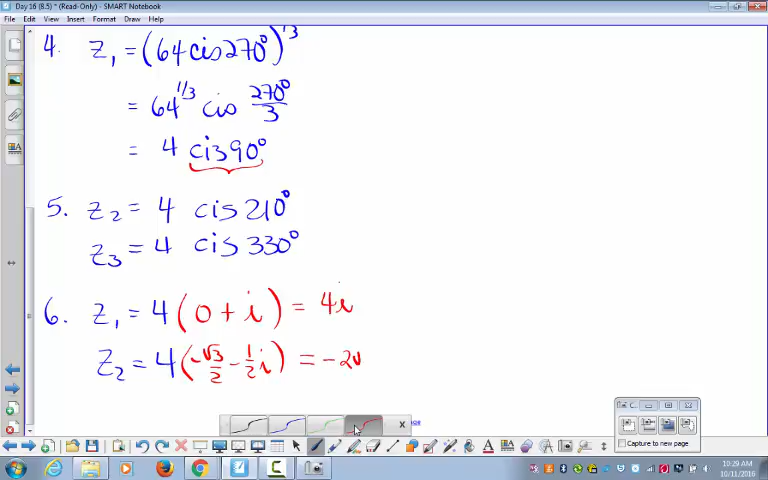 Day 16 (8.5) * (Read-Only) - SMART Notebook
File Edit View Insert Format Draw Help
4. z₁ = (64 cis 270°)^1/3
= 64^1/3 cis 270°/3
= 4 cis 90°
5. z₂ = 4 cis 210°
z₃ = 4 cis 330°
6. z₁ = 4 (0 + i) = 4i
z₂ = 4(-√3/2 - 1/2 i) = -2√
Capture to new page
10:29 AM
10/11/2016